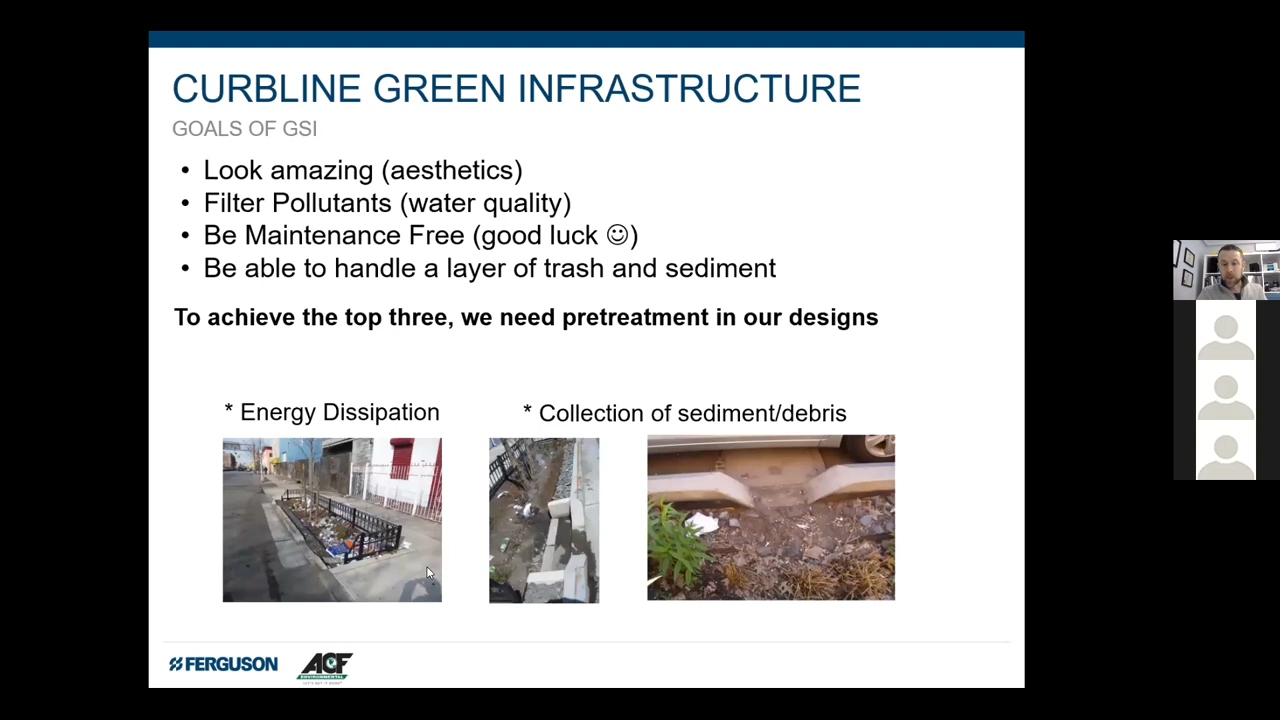 CURBLINE GREEN INFRASTRUCTURE
GOALS OF GSI
• Look amazing (aesthetics)
• Filter Pollutants (water quality)
• Be Maintenance Free (good luck ☺)
• Be able to handle a layer of trash and sediment
To achieve the top three, we need pretreatment in our designs
* Energy Dissipation
* Collection of sediment/debris
FERGUSON
ACF
ENVIRONMENTAL